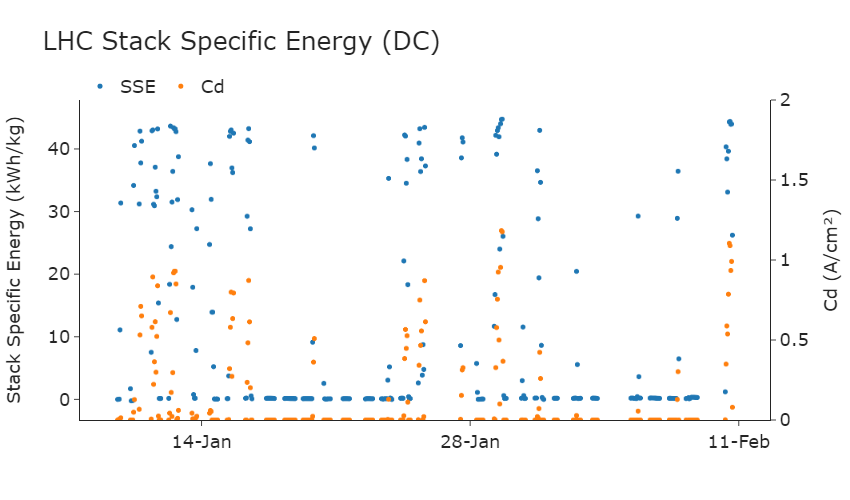 LHC Stack Specific Energy (DC)
SSE Cd
Stack Specific Energy (kWh/kg)
40
30
20
10
0
2
1.5
1
0.5
0
Cd (A/cm²)
14-Jan 28-Jan 11-Feb